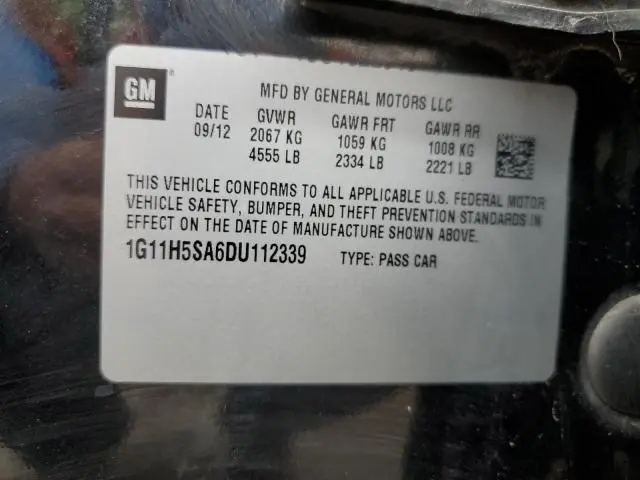 GM®
MFD BY GENERAL MOTORS LLC
DATE GVWR GAWR FRT GAWR RR
09/12 2067 KG 1059 KG 1008 KG
4555 LB 2334 LB 2221 LB
THIS VEHICLE CONFORMS TO ALL APPLICABLE U.S. FEDERAL MOTOR
VEHICLE SAFETY, BUMPER, AND THEFT PREVENTION STANDARDS IN
EFFECT ON THE DATE OF MANUFACTURE SHOWN ABOVE.
1G11H5SA6DU112339 TYPE: PASS CAR